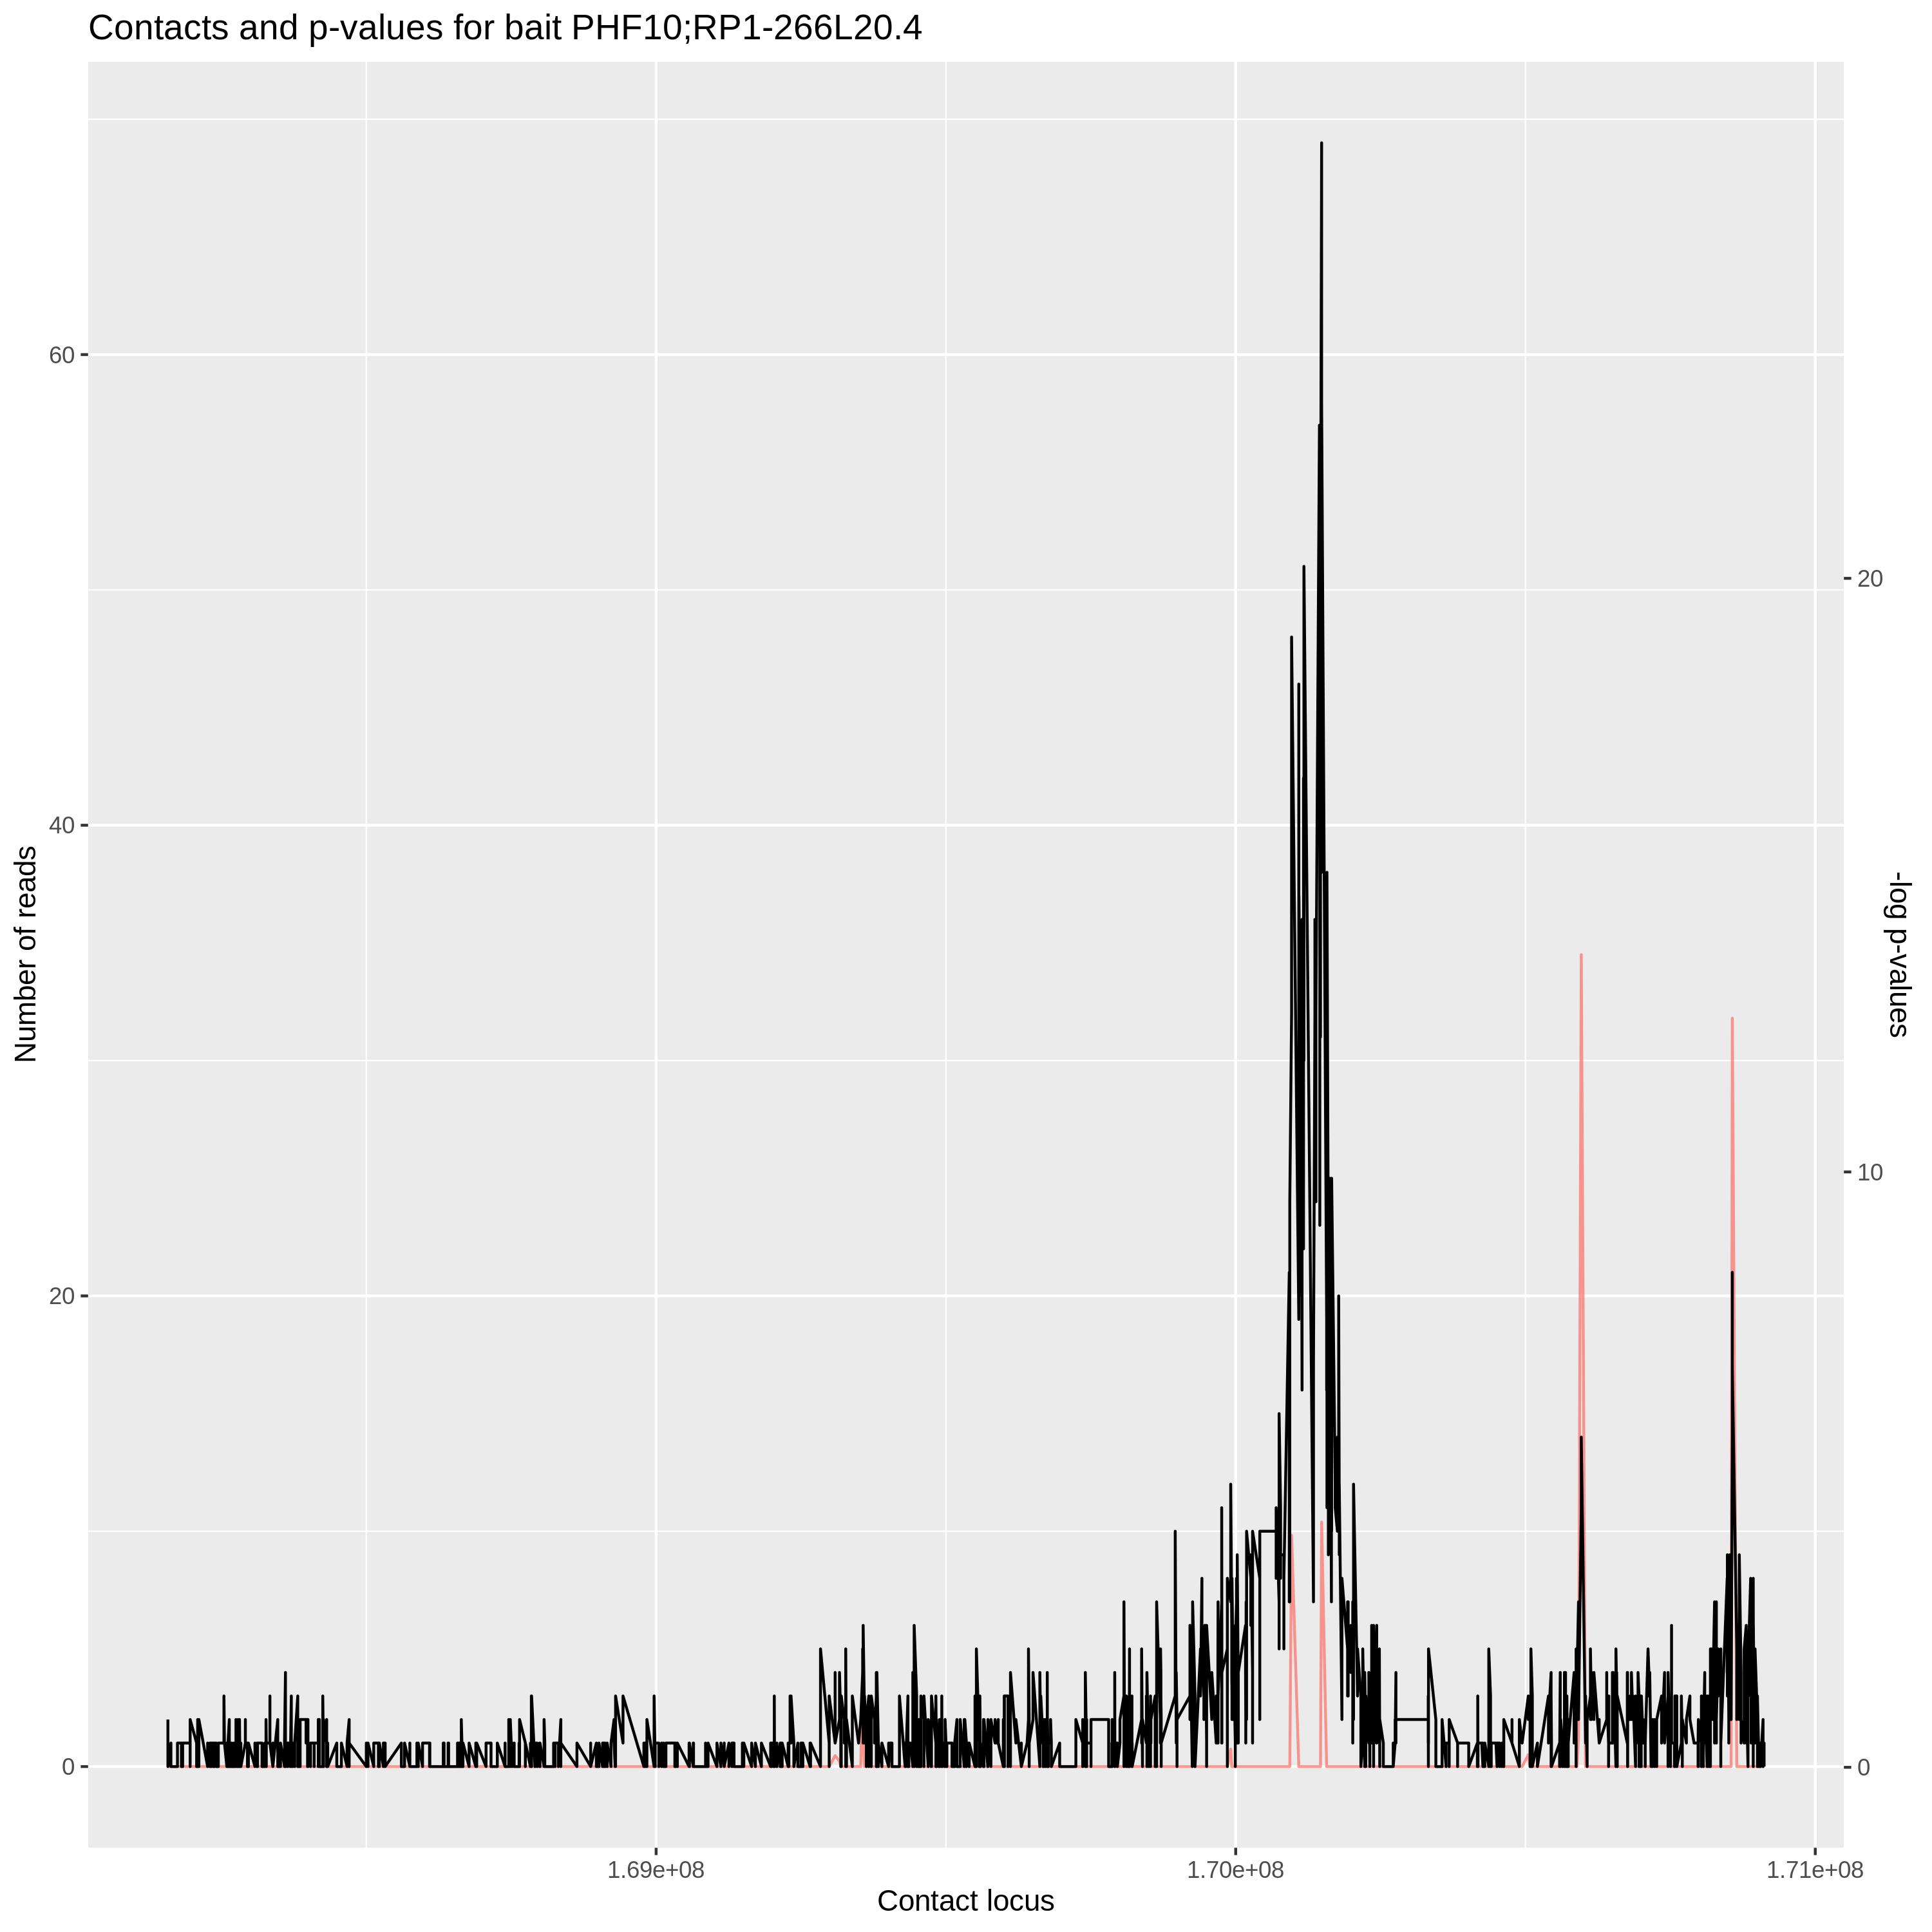 Contacts and p-values for bait PHF10;RP1-266L20.4
60
40
20
0
Number of reads
20
10
0
-log p-values
1.69e+08
1.70e+08
1.71e+08
Contact locus